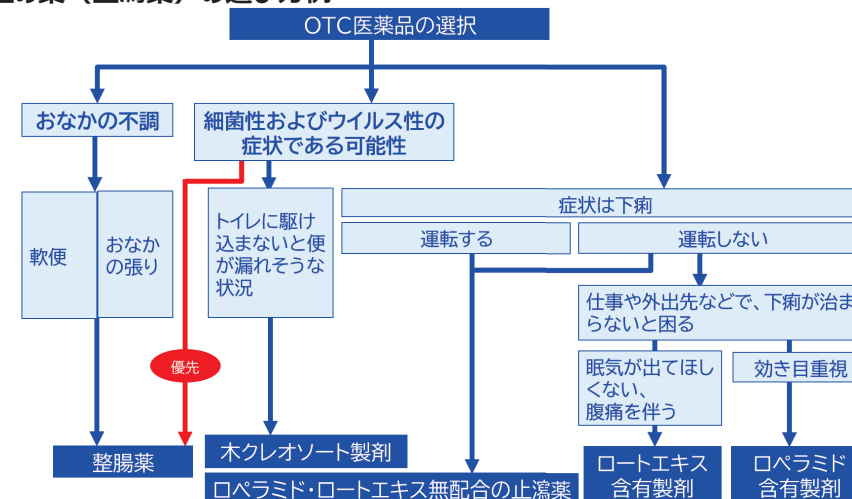 の選び方例
OTC医薬品の選択
おなかの不調
細菌性およびウイルス性の
症状である可能性
軟便
おなか
の張り
トイレに駆け
込まないと便
が漏れそうな
状況
症状は下痢
運転する
運転しない
仕事や外出先などで、下痢が治ま
らないと困る
眠気が出てほし
くない、
腹痛を伴う
効き目重視
優先
整腸薬
木クレオソート製剤
ロペラミド・ロートエキス無配合の止瀉薬
ロートエキス
含有製剤
ロペラミド
含有製剤